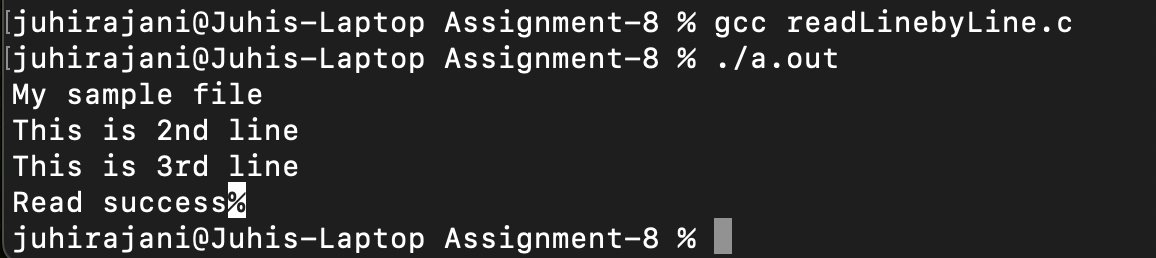 [juhirajani@Juhis-Laptop Assignment-8 % gcc readLinebyLine.c
[juhirajani@Juhis-Laptop Assignment-8 % ./a.out
My sample file
This is 2nd line
This is 3rd line
Read success%
juhirajani@Juhis-Laptop Assignment-8 %